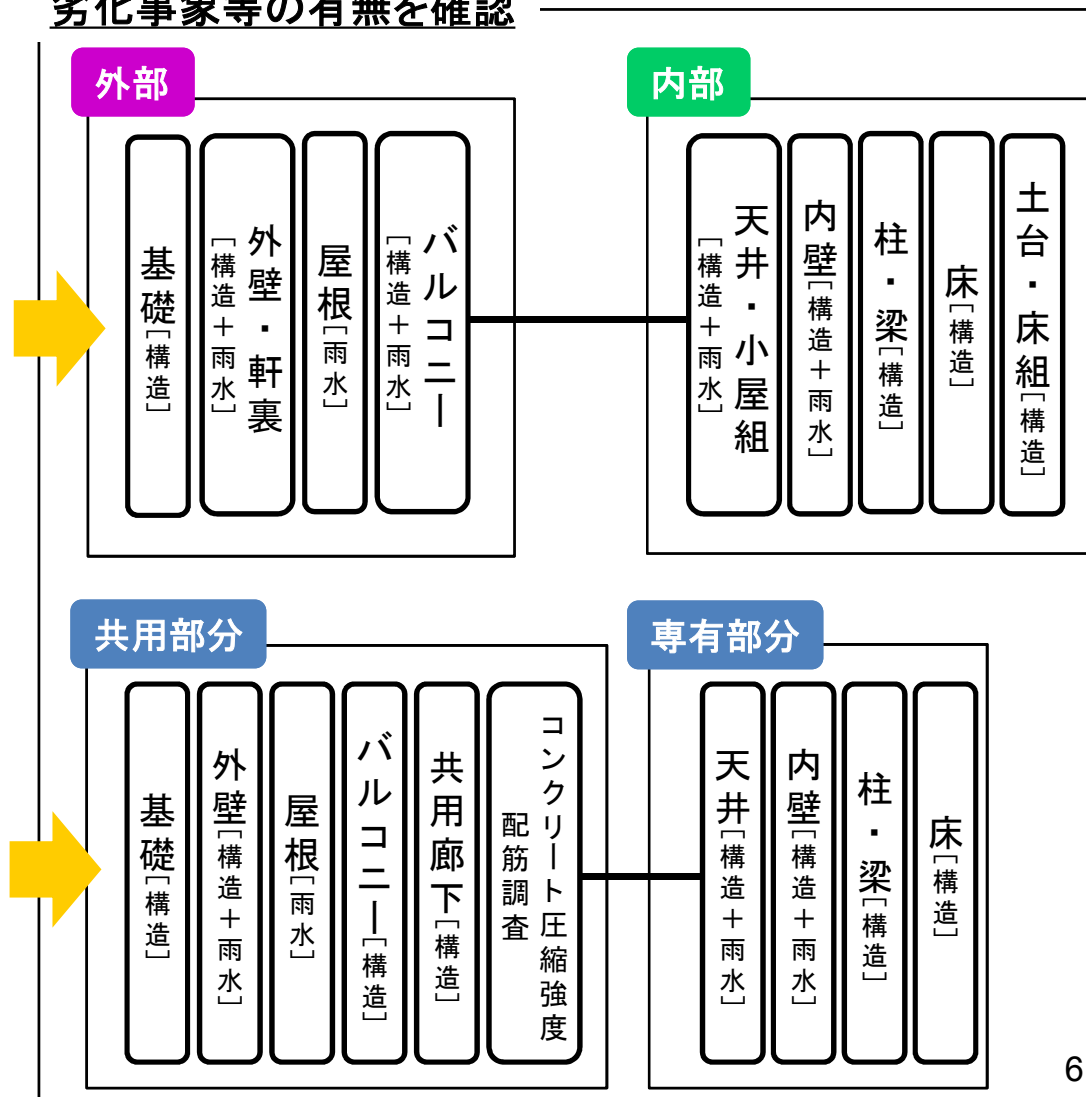 劣化事象等の有無を確認
外部
基礎[構造]
外壁・軒裏
[構造+雨水]
屋根[雨水]
バルコニー
[構造+雨水]
内部
天井・小屋組
[構造+雨水]
内壁[構造+雨水]
柱・梁[構造]
床[構造]
土台・床組[構造]
共用部分
基礎[構造]
外壁[構造+雨水]
屋根[雨水]
バルコニー[構造]
共用廊下[構造]
コンクリート圧縮強度
配筋調査
専有部分
天井[構造+雨水]
内壁[構造+雨水]
柱・梁[構造]
床[構造]
6